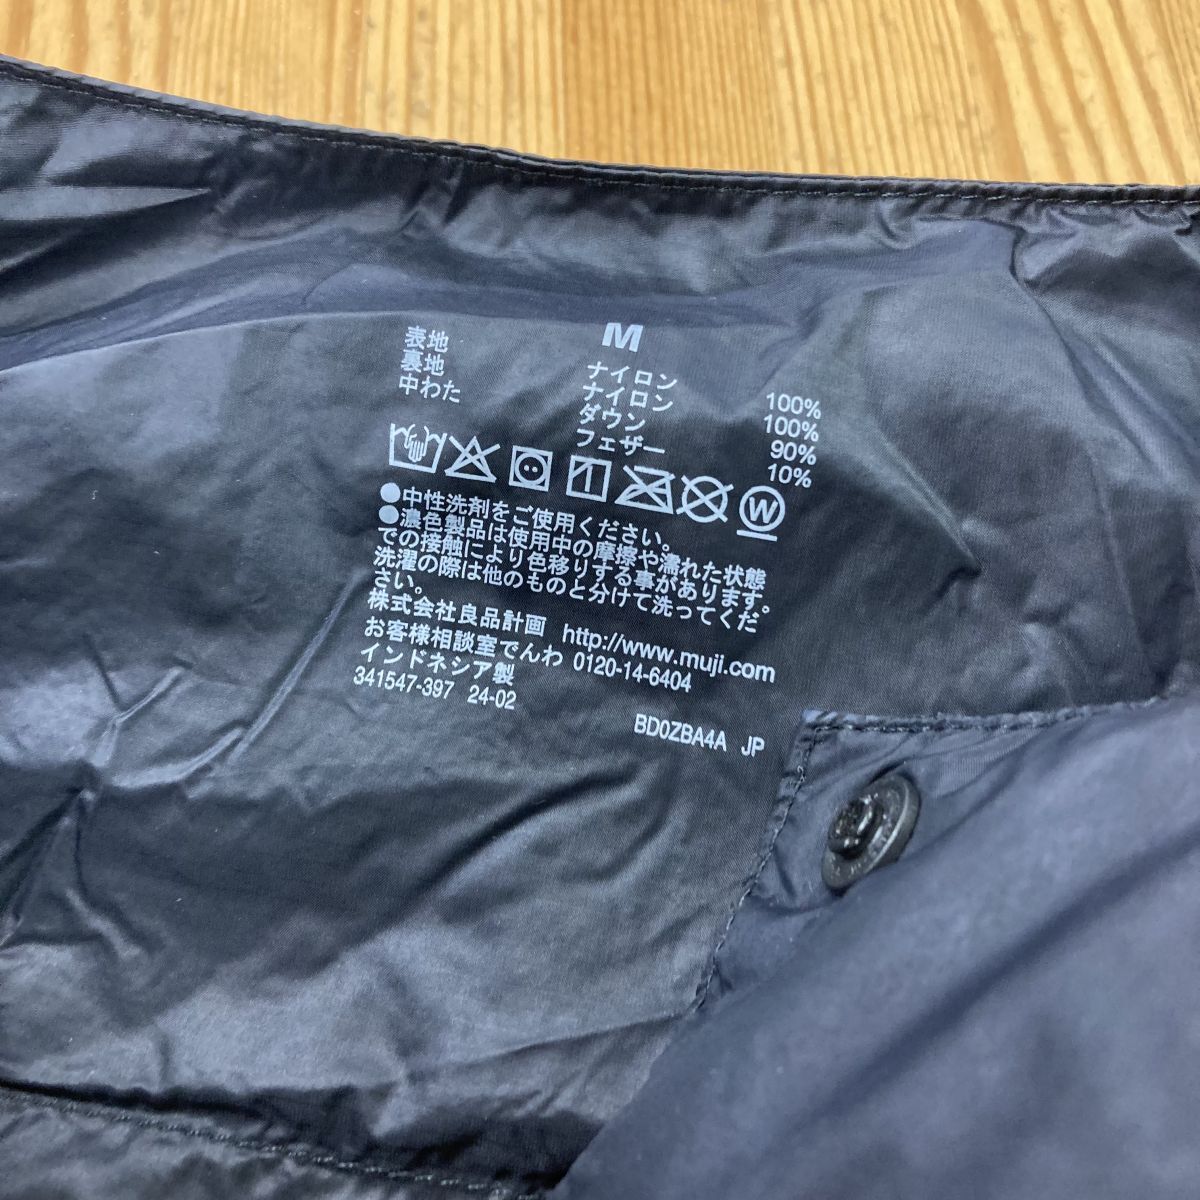 M
表地 ナイロン 100%
裏地 ナイロン 100%
中わた ダウン 90%
フェザー 10%
W
●中性洗剤をご使用ください。
●濃色製品は使用中の摩擦や濡れた状態
での接触により色移りする事があります。
洗濯の際は他のものと分けて洗ってくだ
さい。
株式会社良品計画 http://www.muji.com
お客様相談室でんわ 0120-14-6404
インドネシア製
341547-397 24-02
BD0ZBA4A JP